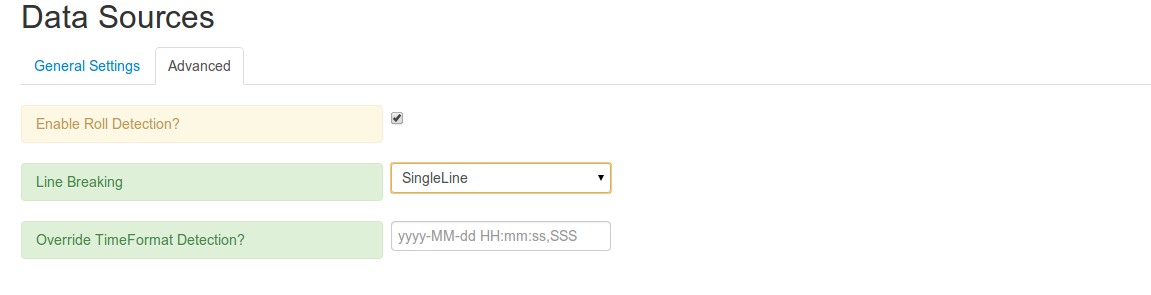 Data Sources
General Settings
Advanced
Enable Roll Detection?
Line Breaking
SingleLine
Override TimeFormat Detection?
yyyy-MM-dd HH:mm:ss,SSS